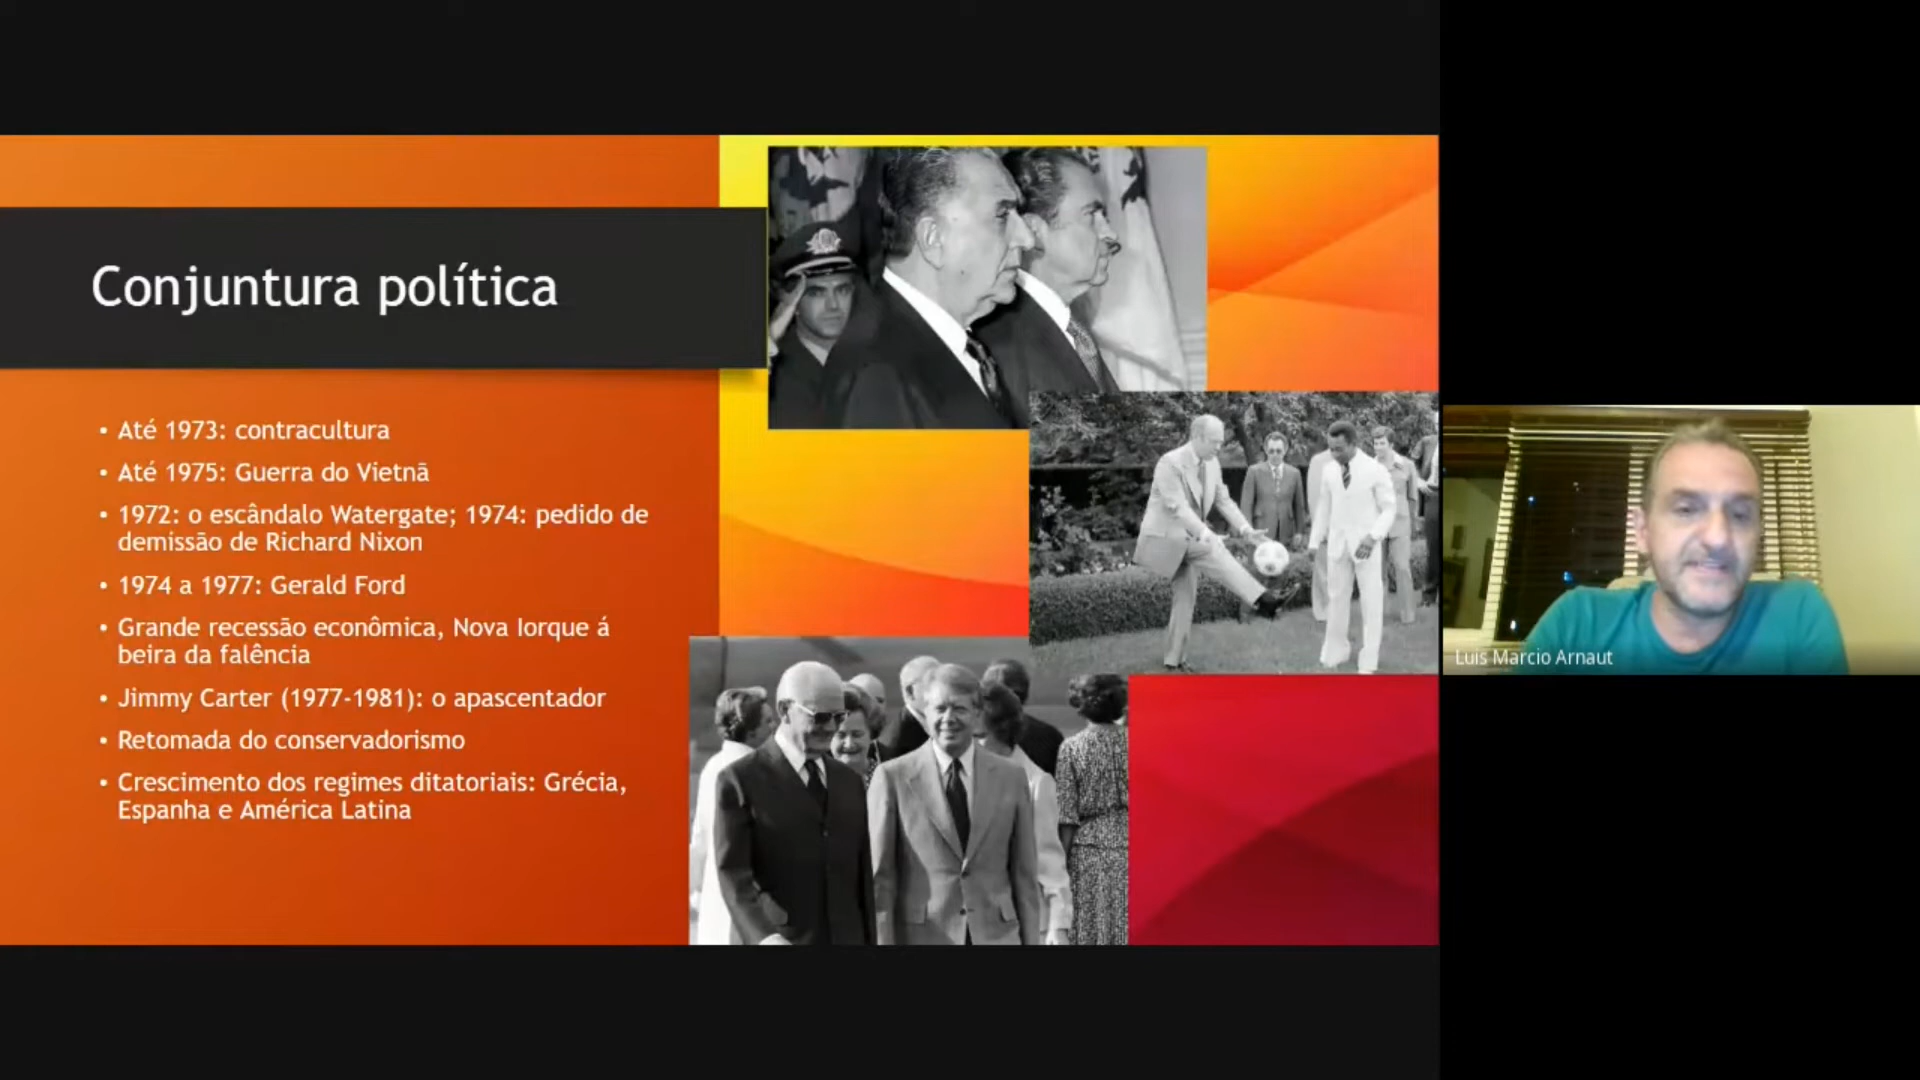 Conjuntura política
• Até 1973: contracultura
• Até 1975: Guerra do Vietnã
• 1972: o escândalo Watergate; 1974: pedido de
demissão de Richard Nixon
• 1974 a 1977: Gerald Ford
• Grande recessão econômica, Nova Iorque á
beira da falência
• Jimmy Carter (1977-1981): o apascentador
• Retomada do conservadorismo
• Crescimento dos regimes ditatoriais: Grécia,
Espanha e América Latina
Luis Marcio Arnaut